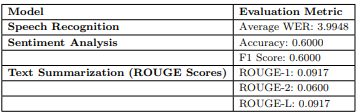 Model Evaluation Metric
Speech Recognition Average WER: 3.9948
Sentiment Analysis Accuracy: 0.6000
F1 Score: 0.6000
Text Summarization (ROUGE Scores) ROUGE-1: 0.0917
ROUGE-2: 0.0600
ROUGE-L: 0.0917